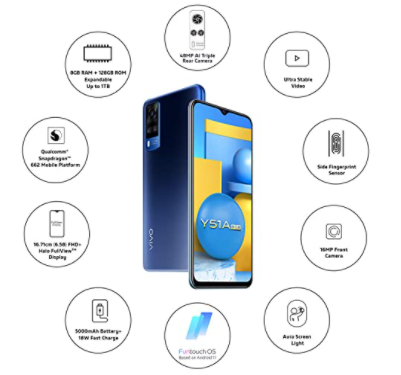 48MP AI Triple
Rear Camera
8GB RAM + 128GB ROM
Expandable
Up to 1TB
Ultra Stable
Video
Qualcomm®
Snapdragon™
662 Mobile Platform
Side Fingerprint
Sensor
Y51A
vivo
16.71cm (6.58) FHD+
Halo FullView™
Display
16MP Front
Camera
5000mAh Battery+
18W Fast Charge
Funtouch OS
Based on Android 11
Aura Screen
Light